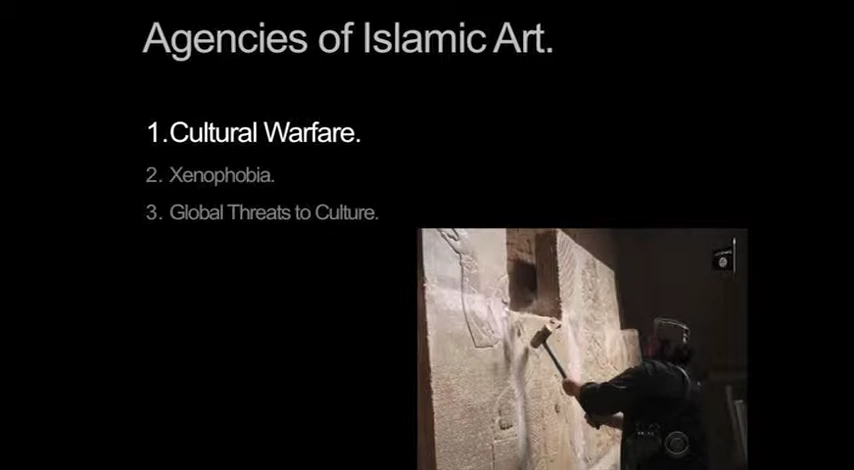 Agencies of Islamic Art.
1.Cultural Warfare.
2. Xenophobia.
3. Global Threats to Culture.